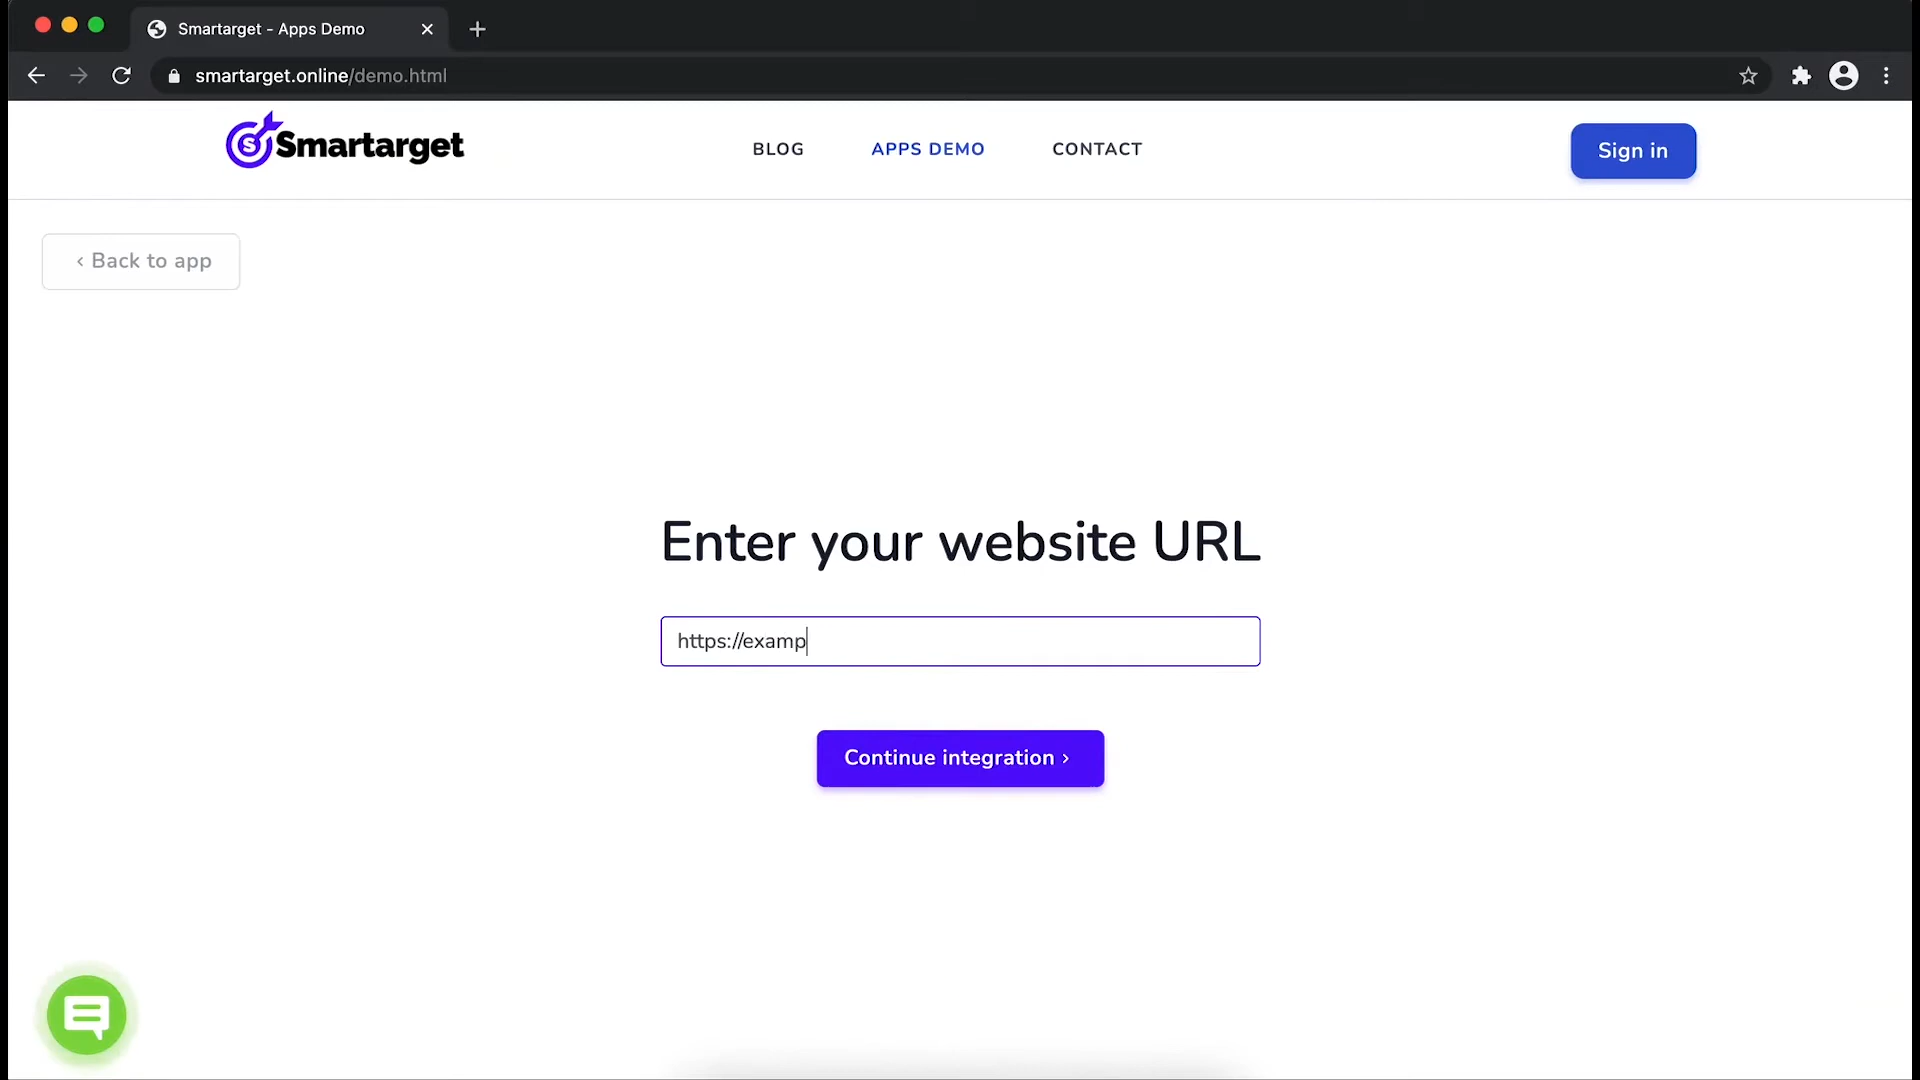 Smartarget - Apps Demo
smartarget.online/demo.html
Smartarget
BLOG
APPS DEMO
CONTACT
Sign in
‹ Back to app
Enter your website URL
https://examp
Continue integration ›